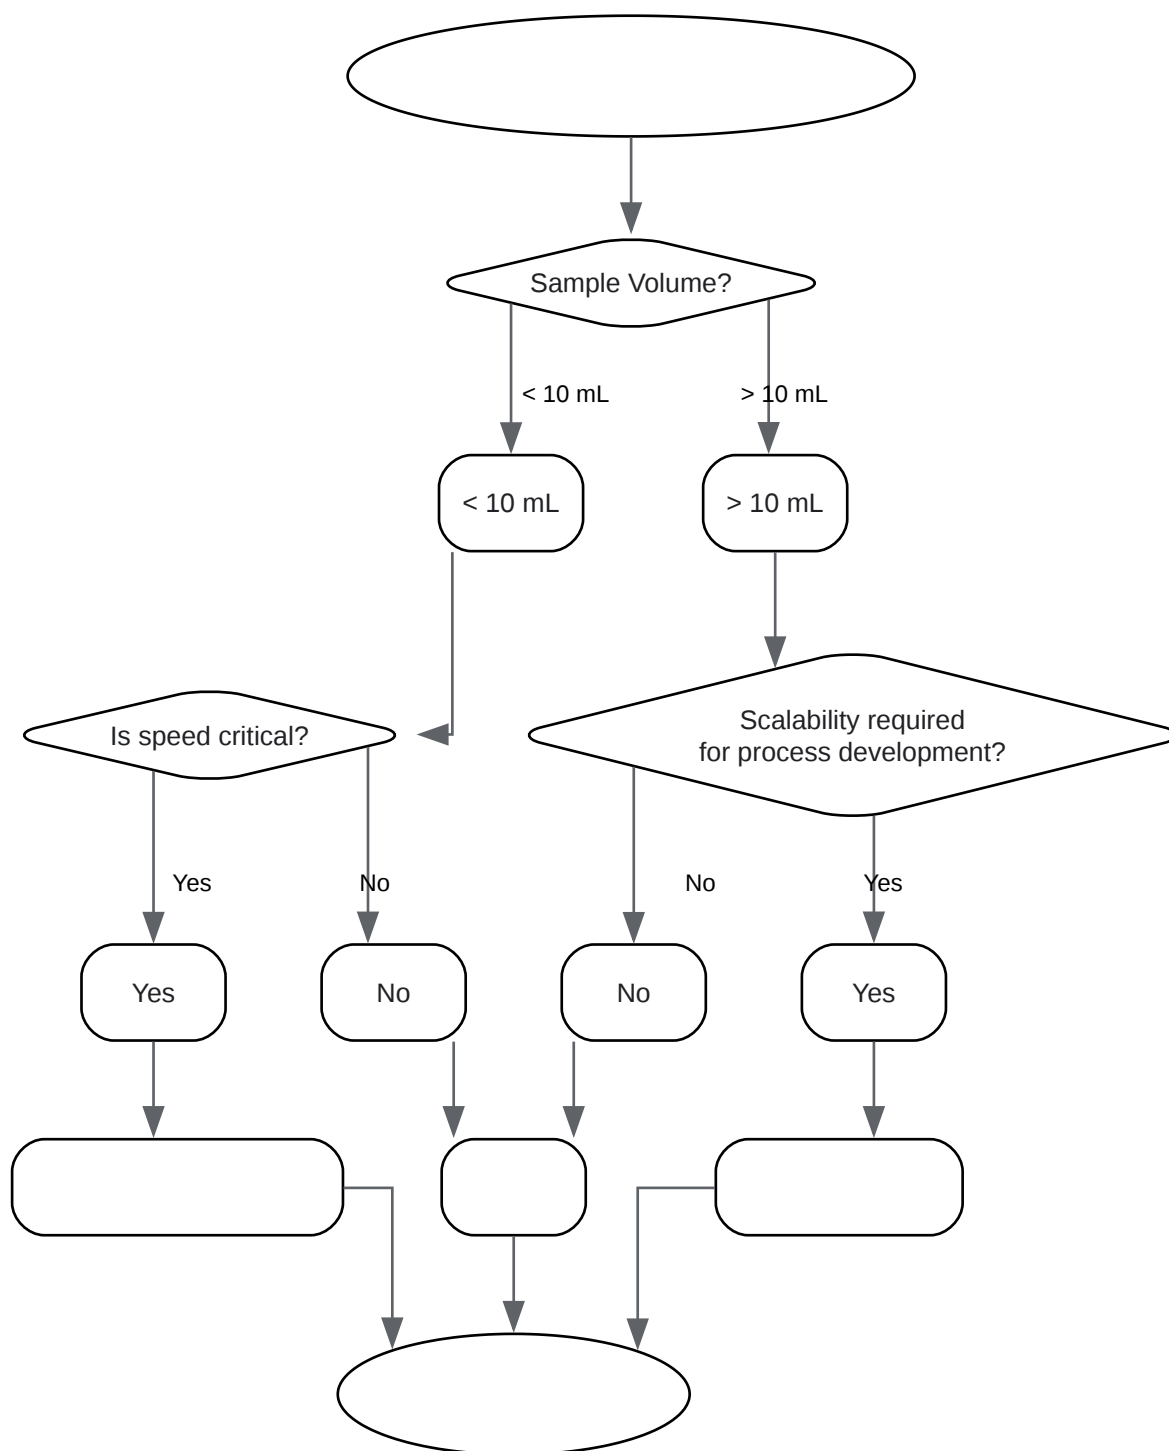 Sample Volume?
< 10 mL
> 10 mL
< 10 mL
> 10 mL
Is speed critical?
Scalability required
for process development?
Yes
No
No
Yes
Yes
No
No
Yes